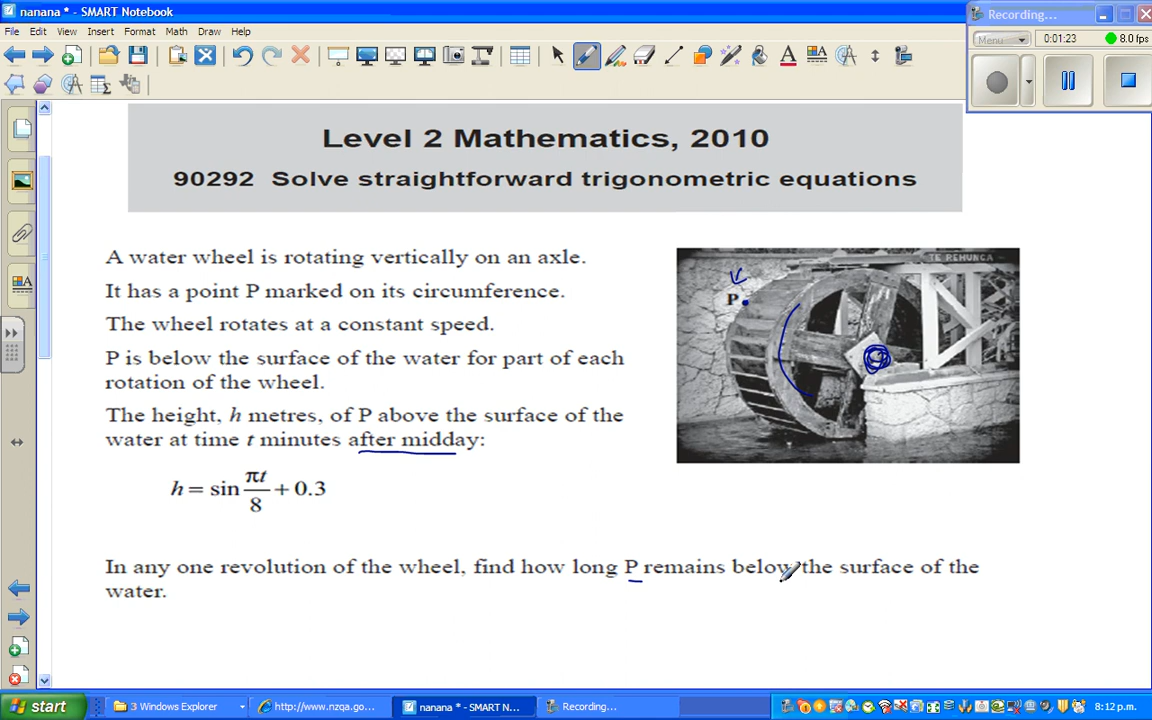 nanana * - SMART Notebook
Recording...
File Edit View Insert Format Math Draw Help
Menu
0:01:23
8.0 fps
Level 2 Mathematics, 2010
90292 Solve straightforward trigonometric equations
A water wheel is rotating vertically on an axle.
It has a point P marked on its circumference.
The wheel rotates at a constant speed.
P is below the surface of the water for part of each
rotation of the wheel.
The height, h metres, of P above the surface of the
water at time t minutes after midday:
h = sin πt/8 + 0.3
P
TE REHUNGA
In any one revolution of the wheel, find how long P remains below the surface of the
water.
start
3 Windows Explorer
http://www.nzqa.go...
nanana * - SMART N...
Recording...
8:12 p.m.